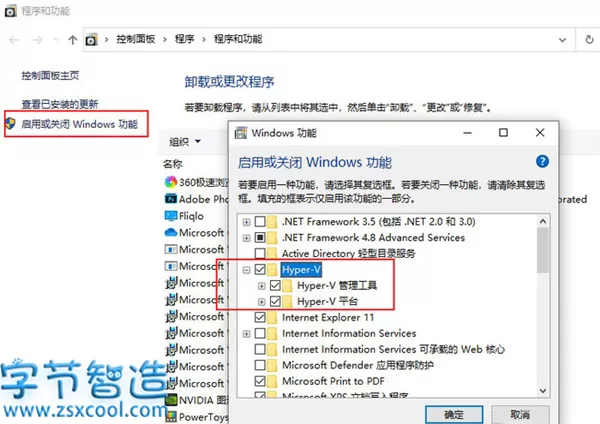 程序和功能
控制面板 > 程序 > 程序和功能
控制面板主页
查看已安装的更新
启用或关闭 Windows 功能
卸载或更改程序
若要卸载程序，请从列表中将其选中，然后单击“卸载”、“更改”或“修复”。
组织
名称
360极速浏
Adobe Pho
Fliqlo
Microsoft
Microsoft
Microsoft
Microsoft
Microsoft
Microsoft
Microsoft
Microsoft
Microsoft
NVIDIA 图
PowerToys
orated
Windows 功能
启用或关闭 Windows 功能
若要启用一种功能，请选择其复选框。若要关闭一种功能，请清除其复选
框。填充的框表示仅启用该功能的一部分。
.NET Framework 3.5 (包括 .NET 2.0 和 3.0)
.NET Framework 4.8 Advanced Services
Active Directory 轻型目录服务
Hyper-V
Hyper-V 管理工具
Hyper-V 平台
Internet Explorer 11
Internet Information Services
Internet Information Services 可承载的 Web 核心
Microsoft Defender 应用程序防护
Microsoft Print to PDF
Microsoft XPS 文档写入程序
确定
取消
字节智造
www.zsxcool.com